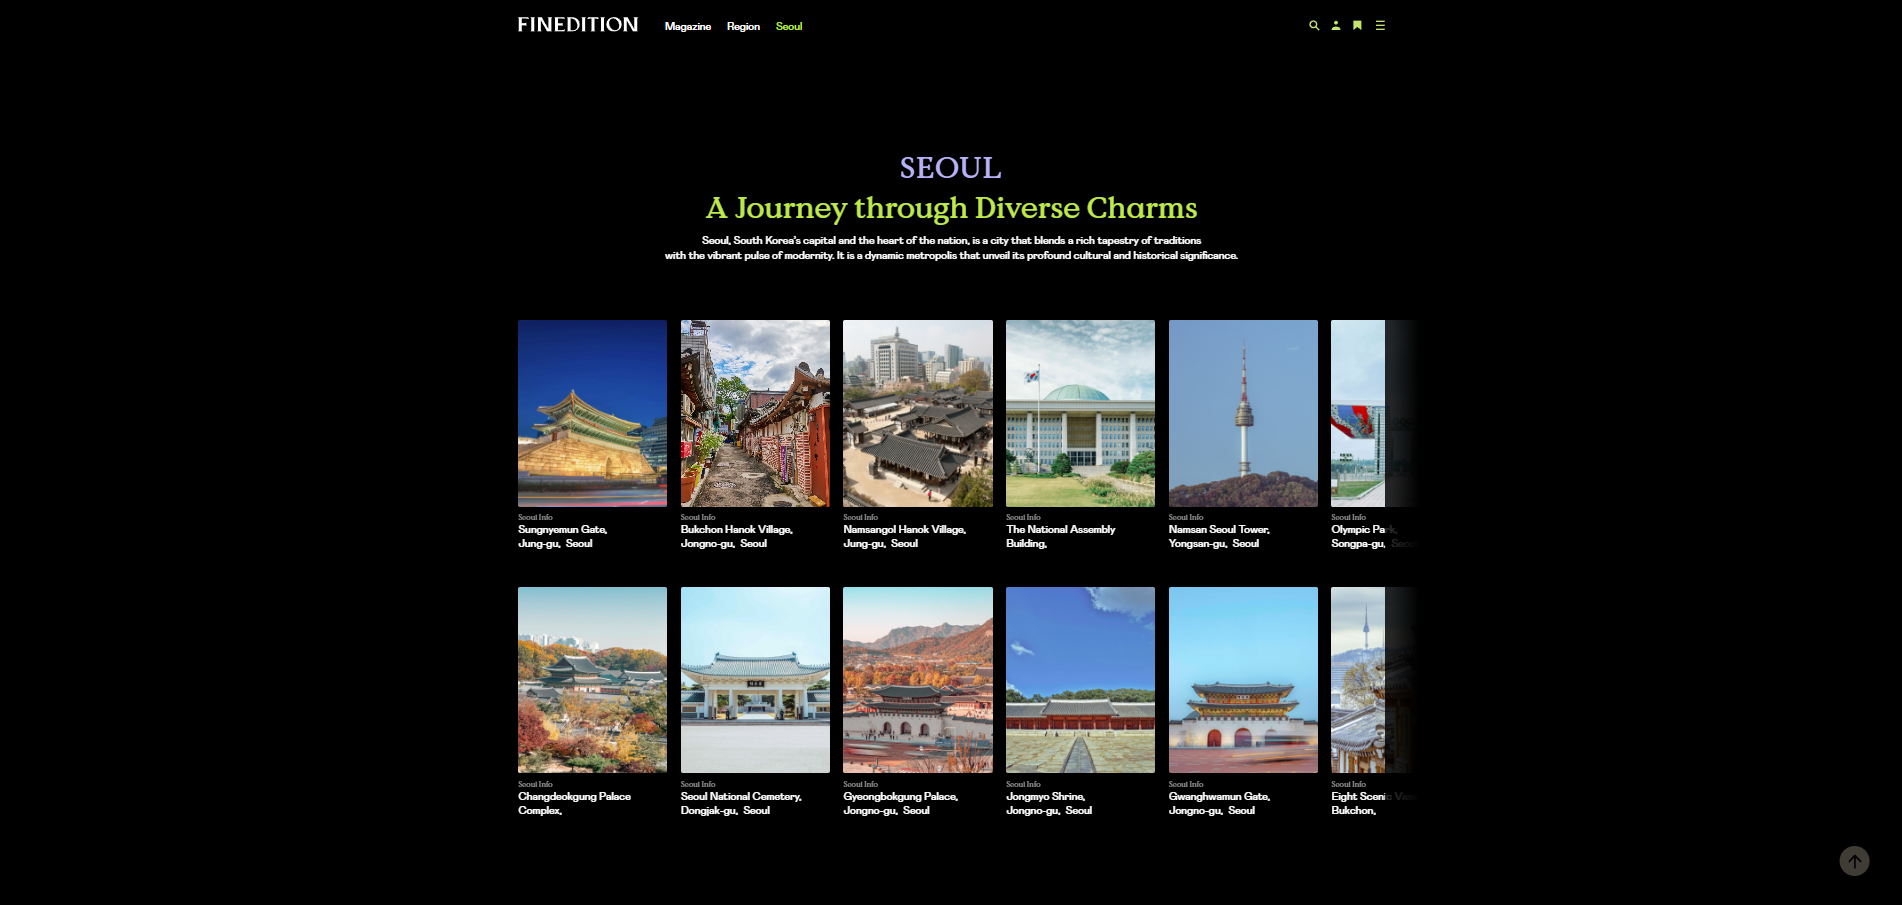 FINEDITION
Magazine Region Seoul
SEOUL
A Journey through Diverse Charms
Seoul, South Korea's capital and the heart of the nation, is a city that blends a rich tapestry of traditions
with the vibrant pulse of modernity. It is a dynamic metropolis that unveil its profound cultural and historical significance.
Seoul Info
Sungnyemun Gate,
Jung-gu, Seoul
Seoul Info
Bukchon Hanok Village,
Jongno-gu, Seoul
Seoul Info
Namsangol Hanok Village,
Jung-gu, Seoul
Seoul Info
The National Assembly
Building,
Seoul Info
Namsan Seoul Tower,
Yongsan-gu, Seoul
Seoul Info
Olympic Park,
Songpa-gu, Seoul
Seoul Info
Changdeokgung Palace
Complex,
Seoul Info
Seoul National Cemetery,
Dongjak-gu, Seoul
Seoul Info
Gyeongbokgung Palace,
Jongno-gu, Seoul
Seoul Info
Jongmyo Shrine,
Jongno-gu, Seoul
Seoul Info
Gwanghwamun Gate,
Jongno-gu, Seoul
Seoul Info
Eight Scenic
Bukchon,